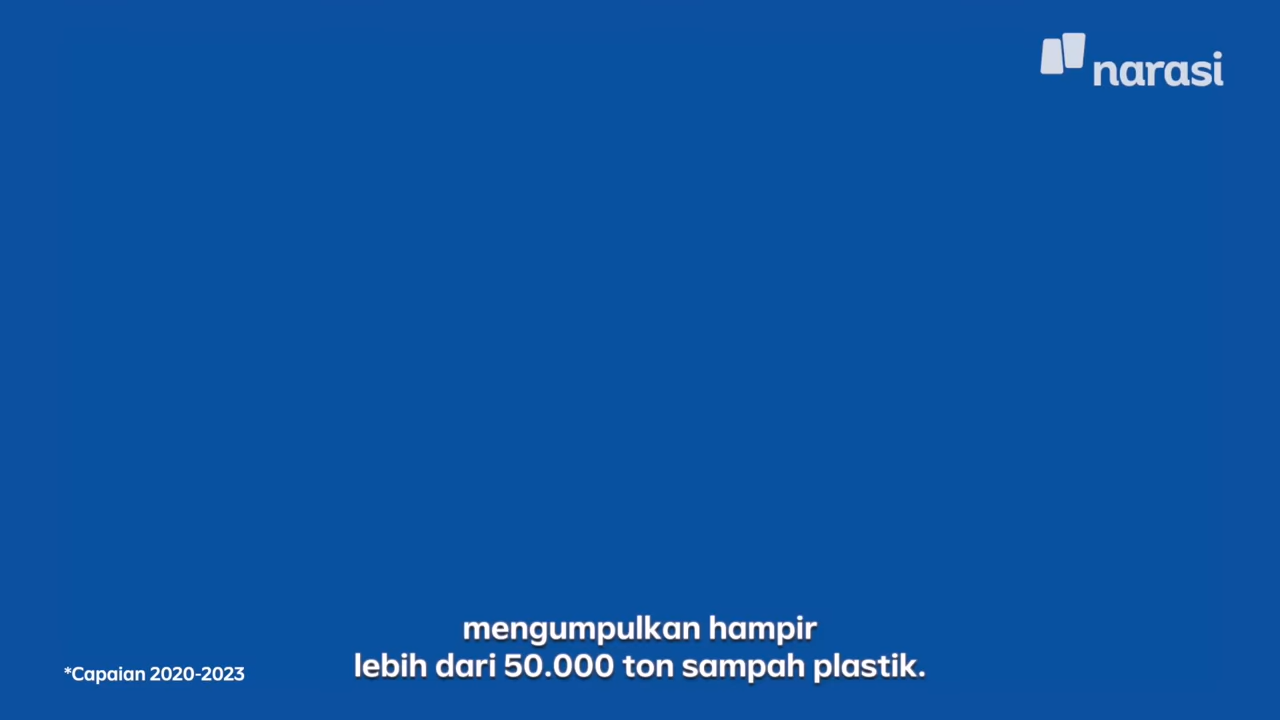 narasi
mengumpulkan hampir
lebih dari 50.000 ton sampah plastik.
*Capaian 2020-2023